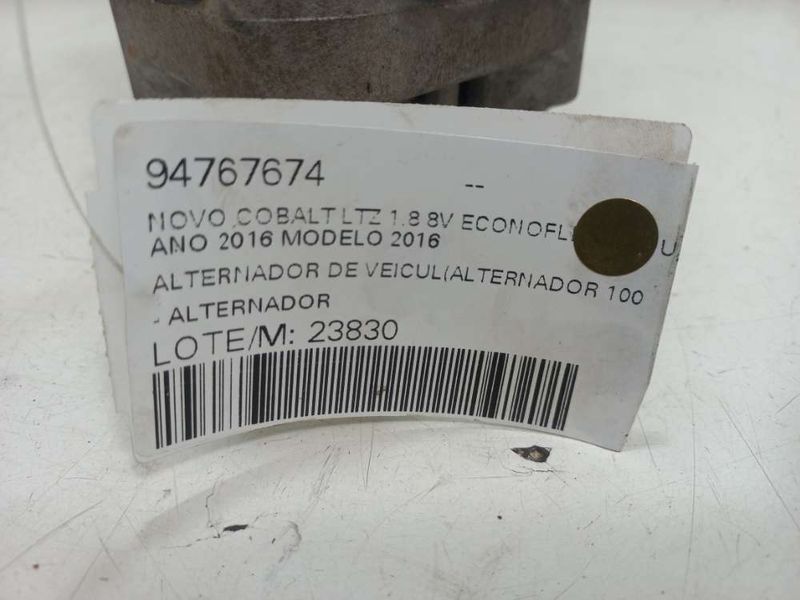 94767674 --
NOVO COBALT LTZ 1.8 8V
ANO 2016 MODELO 2016
ALTERNADOR DE VEICUL(ALTERNADOR 100
- ALTERNADOR
LOTE/M: 23830